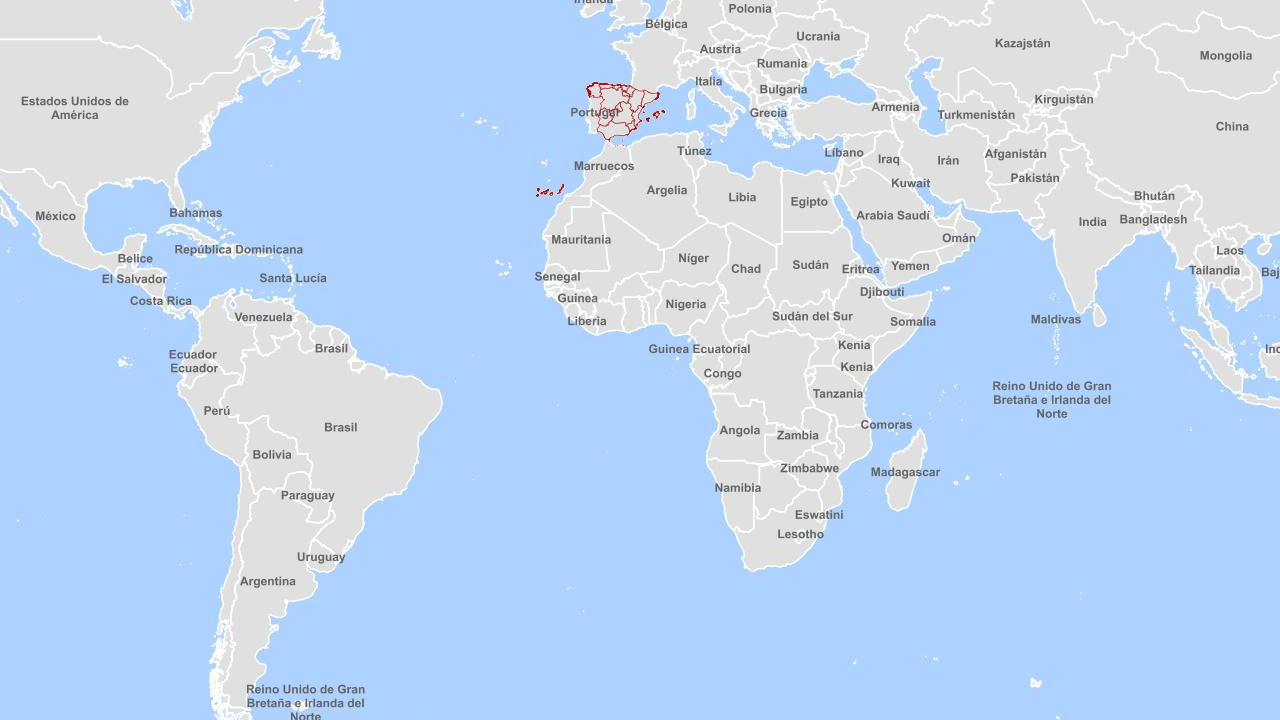 Irlanda
Polonia
Bélgica
Ucrania
Kazajstán
Austria
Mongolia
Rumania
Italia
Bulgaria
Kirguistán
Estados Unidos de
América
Armenia
Portugal
Grecia
Turkmenistán
China
Túnez
Líbano
Iraq
Irán
Afganistán
Marruecos
Kuwait
Pakistán
Argelia
Libia
Egipto
Bhután
México
Bahamas
Arabia Saudí
India
Bangladesh
Mauritania
Omán
República Dominicana
Laos
Belice
Níger
Chad
Sudán
Eritrea
Yemen
Tailandia
El Salvador
Santa Lucía
Senegal
Djibouti
Costa Rica
Guinea
Nigeria
Venezuela
Liberia
Sudán del Sur
Somalia
Maldivas
Brasil
Guinea Ecuatorial
Kenia
Ecuador
Ecuador
Congo
Kenia
Reino Unido de Gran
Bretaña e Irlanda del
Norte
Tanzania
Perú
Brasil
Angola
Zambia
Comoras
Bolivia
Zimbabwe
Madagascar
Paraguay
Namibia
Eswatini
Lesotho
Uruguay
Argentina
Reino Unido de Gran
Bretaña e Irlanda del
Norte